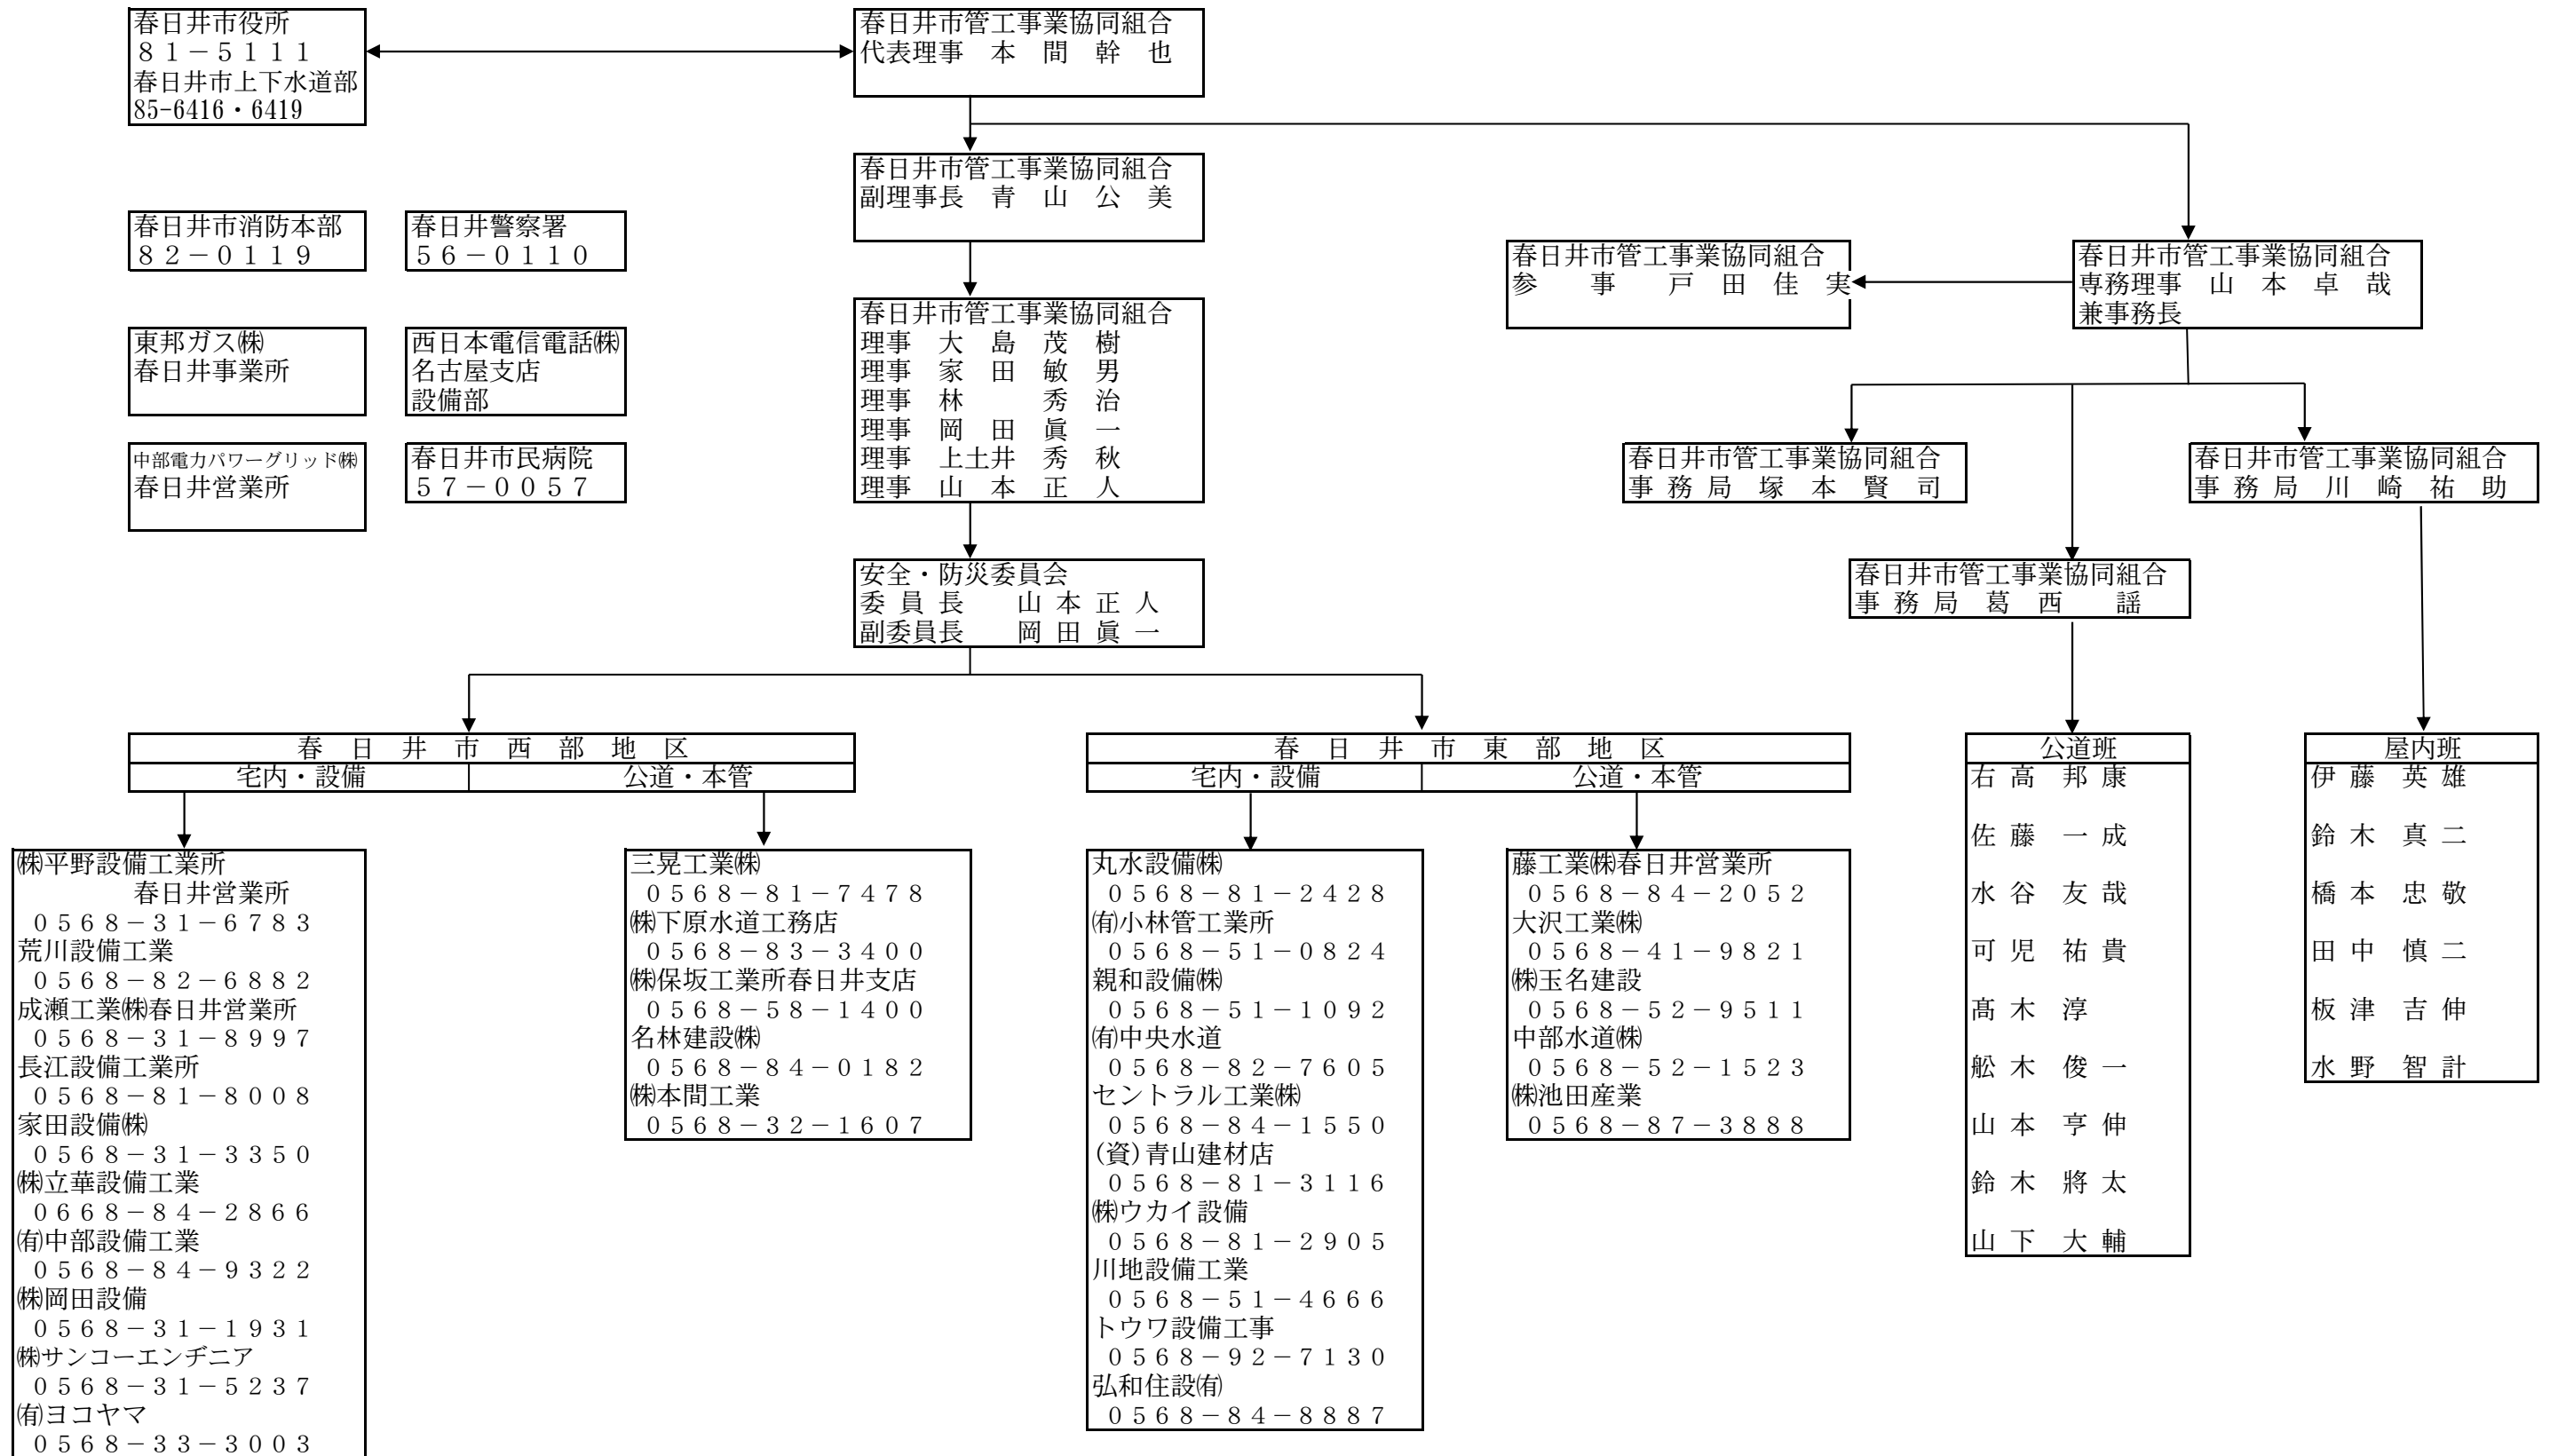 春日井市役所
８１－５１１１
春日井市上下水道部
85-6416・6419
春日井市管工事業協同組合
代表理事　本　間　幹　也
春日井市管工事業協同組合
副理事長　青　山　公　美
春日井市消防本部
８２－０１１９
春日井警察署
５６－０１１０
春日井市管工事業協同組合
参　　事　　戸　田　佳　実
春日井市管工事業協同組合
専務理事　山　本　卓　哉
兼事務長
東邦ガス㈱
春日井事業所
西日本電信電話㈱
名古屋支店
設備部
春日井市管工事業協同組合
理事　大　島　茂　樹
理事　家　田　敏　男
理事　林　　　秀　治
理事　岡　田　眞　一
理事　上土井　秀　秋
理事　山　本　正　人
中部電力パワーグリッド㈱
春日井営業所
春日井市民病院
５７－００５７
春日井市管工事業協同組合
事 務 局　塚　本　賢　司
春日井市管工事業協同組合
事 務 局　川　崎　祐　助
安全・防災委員会
委 員 長　　山 本 正 人
副委員長　　岡 田 眞 一
春日井市管工事業協同組合
事 務 局　葛　西　　謡
春　日　井　市　西　部　地　区
宅内・設備
公道・本管
春　日　井　市　東　部　地　区
宅内・設備
公道・本管
公道班
屋内班
㈱平野設備工業所
春日井営業所
０５６８－３１－６７８３
荒川設備工業
０５６８－８２－６８８２
成瀬工業㈱春日井営業所
０５６８－３１－８９９７
長江設備工業所
０５６８－８１－８００８
家田設備㈱
０５６８－３１－３３５０
㈱立華設備工業
０６６８－８４－２８６６
㈲中部設備工業
０５６８－８４－９３２２
㈱岡田設備
０５６８－３１－１９３１
㈱サンコーエンヂニア
０５６８－３１－５２３７
㈲ヨコヤマ
０５６８－３３－３００３
三晃工業㈱
０５６８－８１－７４７８
㈱下原水道工務店
０５６８－８３－３４００
㈱保坂工業所春日井支店
０５６８－５８－１４００
名林建設㈱
０５６８－８４－０１８２
㈱本間工業
０５６８－３２－１６０７
丸水設備㈱
０５６８－８１－２４２８
㈲小林管工業所
０５６８－５１－０８２４
親和設備㈱
０５６８－５１－１０９２
㈲中央水道
０５６８－８２－７６０５
セントラル工業㈱
０５６８－８４－１５５０
(資)青山建材店
０５６８－８１－３１１６
㈱ウカイ設備
０５６８－８１－２９０５
川地設備工業
０５６８－５１－４６６６
トウワ設備工事
０５６８－９２－７１３０
弘和住設㈲
０５６８－８４－８８８７
藤工業㈱春日井営業所
０５６８－８４－２０５２
大沢工業㈱
０５６８－４１－９８２１
㈱玉名建設
０５６８－５２－９５１１
中部水道㈱
０５６８－５２－１５２３
㈱池田産業
０５６８－８７－３８８８
右 高　邦 康
佐 藤　一 成
水 谷　友 哉
可 児　祐 貴
髙 木　淳
舩 木　俊 一
山 本　亨 伸
鈴 木　將 太
山 下　大 輔
伊 藤　英 雄
鈴 木　真 二
橋 本　忠 敬
田 中　慎 二
板 津　吉 伸
水 野　智 計